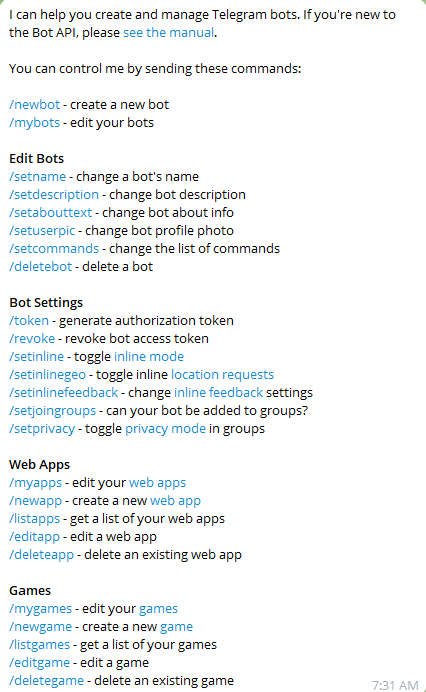 I can help you create and manage Telegram bots. If you're new to
the Bot API, please see the manual.
You can control me by sending these commands:
/newbot - create a new bot
/mybots - edit your bots
Edit Bots
/setname - change a bot's name
/setdescription - change bot description
/setabouttext - change bot about info
/setuserpic - change bot profile photo
/setcommands - change the list of commands
/deletebot - delete a bot
Bot Settings
/token - generate authorization token
/revoke - revoke bot access token
/setinline - toggle inline mode
/setinlinegeo - toggle inline location requests
/setinlinefeedback - change inline feedback settings
/setjoingroups - can your bot be added to groups?
/setprivacy - toggle privacy mode in groups
Web Apps
/myapps - edit your web apps
/newapp - create a new web app
/listapps - get a list of your web apps
/editapp - edit a web app
/deleteapp - delete an existing web app
Games
/mygames - edit your games
/newgame - create a new game
/listgames - get a list of your games
/editgame - edit a game
/deletegame - delete an existing game
7:31 AM